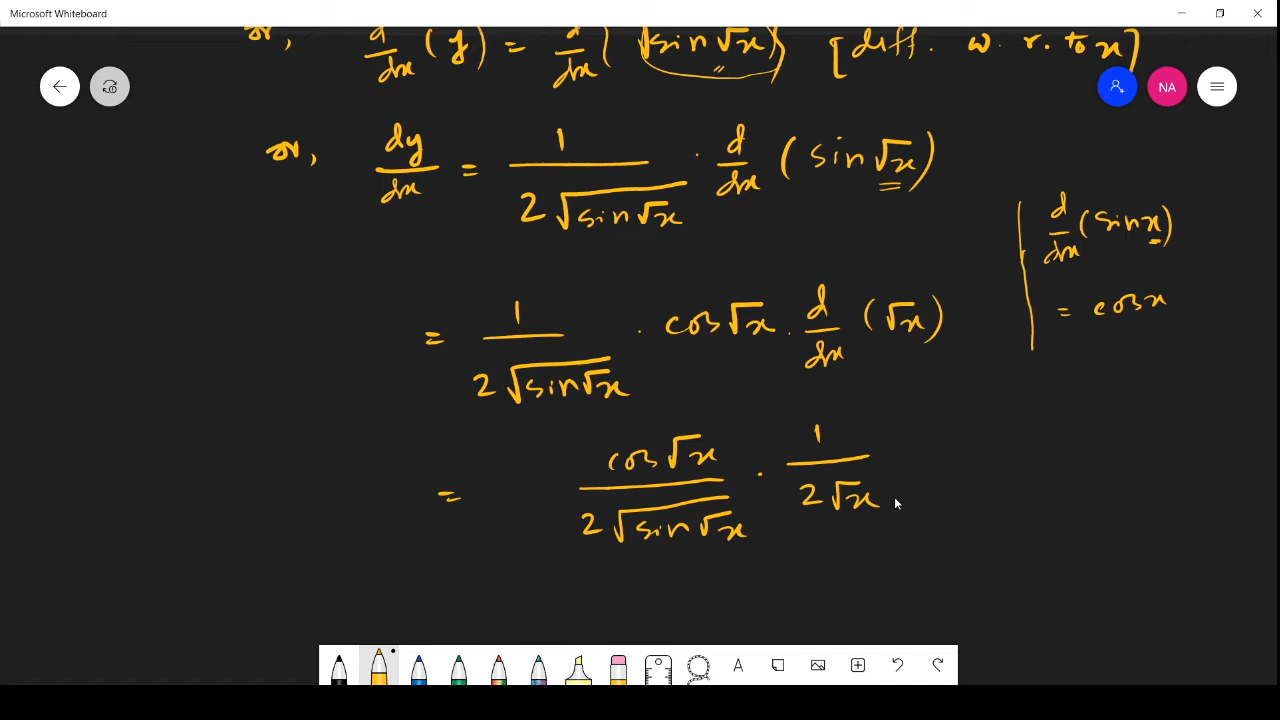 Microsoft Whiteboard
or, d/dx (y) = d/dx (√sin√x) [diff. w. r. to x]
NA
or, dy/dx = 1/(2√sin√x) · d/dx (sin√x)
d/dx (sin x)
= cos x
= 1/(2√sin√x) · cos√x · d/dx (√x)
= cos√x/(2√sin√x) · 1/(2√x)
A